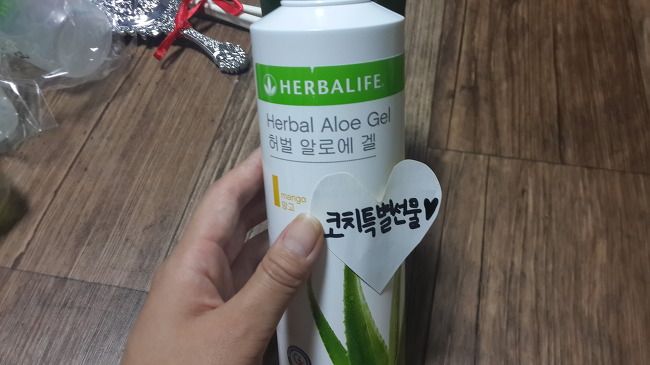 HERBALIFE
Herbal Aloe Gel
허벌 알로에 겔
mango
망고
코치특별선물♥